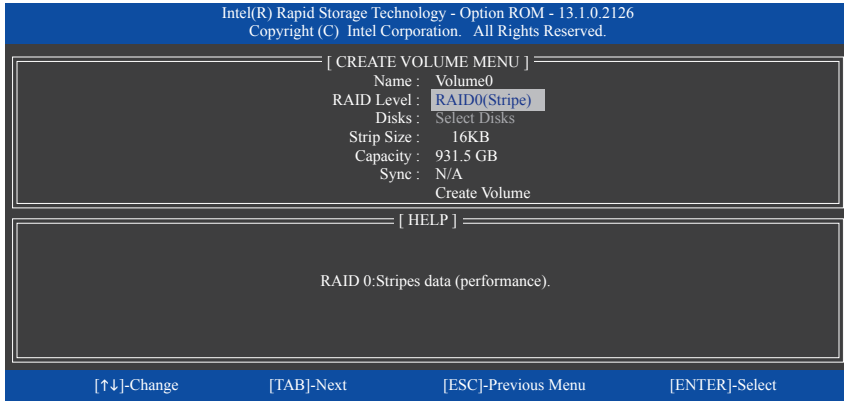 Intel(R) Rapid Storage Technology - Option ROM - 13.1.0.2126
Copyright (C) Intel Corporation. All Rights Reserved.
[ CREATE VOLUME MENU ]
Name : Volume0
RAID Level : RAID0(Stripe)
Disks : Select Disks
Strip Size : 16KB
Capacity : 931.5 GB
Sync : N/A
Create Volume
[ HELP ]
RAID 0:Stripes data (performance).
[↑↓]-Change [TAB]-Next [ESC]-Previous Menu [ENTER]-Select